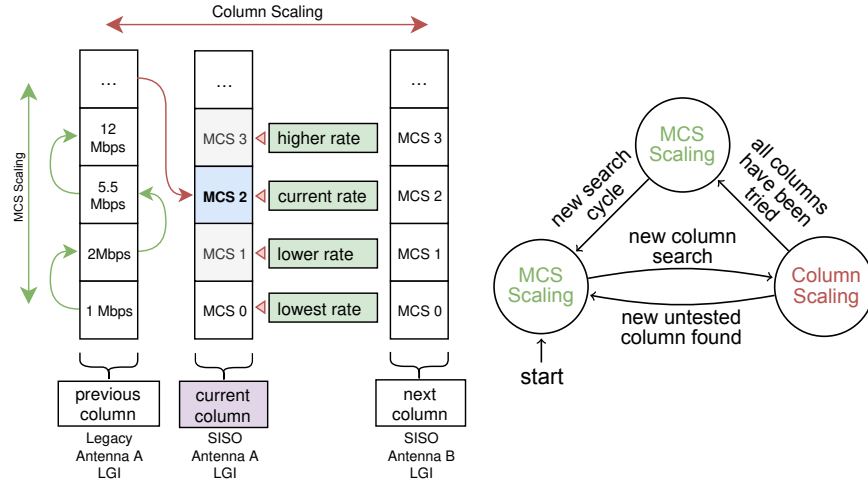 Column Scaling
MCS Scaling
...
12
Mbps
5.5
Mbps
2Mbps
1 Mbps
...
MCS 3
MCS 2
MCS 1
MCS 0
higher rate
current rate
lower rate
lowest rate
...
MCS 3
MCS 2
MCS 1
MCS 0
previous
column
current
column
next
column
Legacy
Antenna A
LGI
SISO
Antenna A
LGI
SISO
Antenna B
LGI
MCS
Scaling
new search
cycle
all columns
have been
tried
new column
search
MCS
Scaling
Column
Scaling
new untested
column found
start